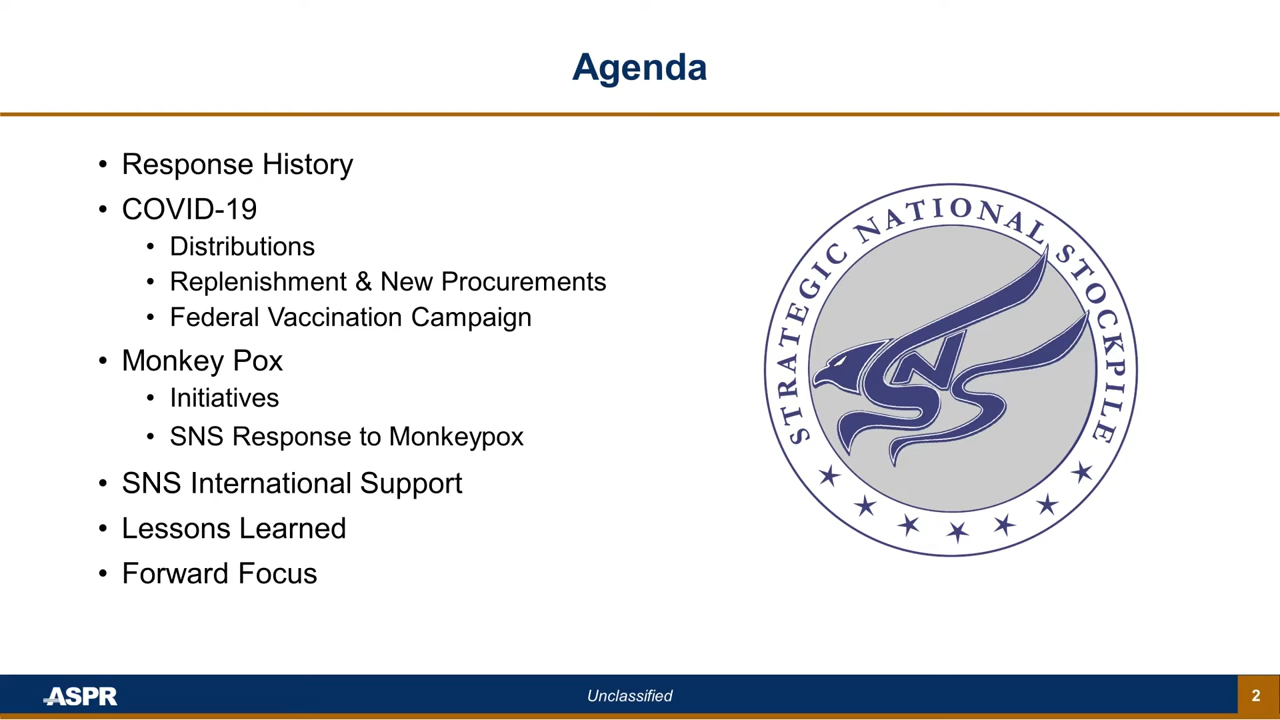 Agenda
• Response History
• COVID-19
• Distributions
• Replenishment & New Procurements
• Federal Vaccination Campaign
• Monkey Pox
• Initiatives
• SNS Response to Monkeypox
• SNS International Support
• Lessons Learned
• Forward Focus
STRATEGIC NATIONAL STOCKPILE
SNS
ASPR
Unclassified
2